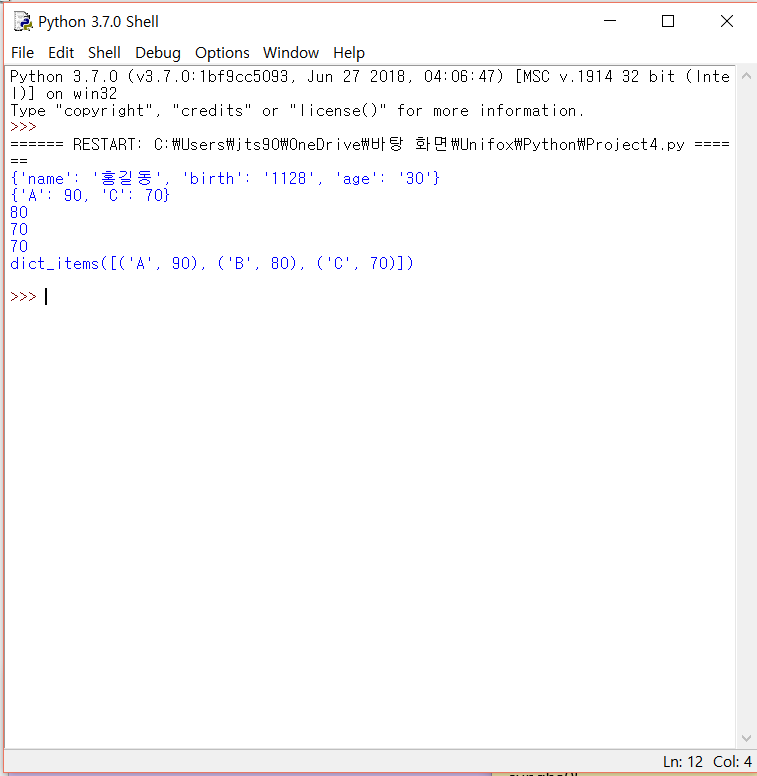 Python 3.7.0 Shell
File Edit Shell Debug Options Window Help
Python 3.7.0 (v3.7.0:1bf9cc5093, Jun 27 2018, 04:06:47) [MSC v.1914 32 bit (Inte
l)] on win32
Type "copyright", "credits" or "license()" for more information.
>>>
====== RESTART: C:₩Users₩jts90₩OneDrive₩바탕 화면₩Unifox₩Python₩Project4.py ====
==
{'name': '홍길동', 'birth': '1128', 'age': '30'}
{'A': 90, 'C': 70}
80
70
70
dict_items([('A', 90), ('B', 80), ('C', 70)])
>>>
Ln: 12 Col: 4